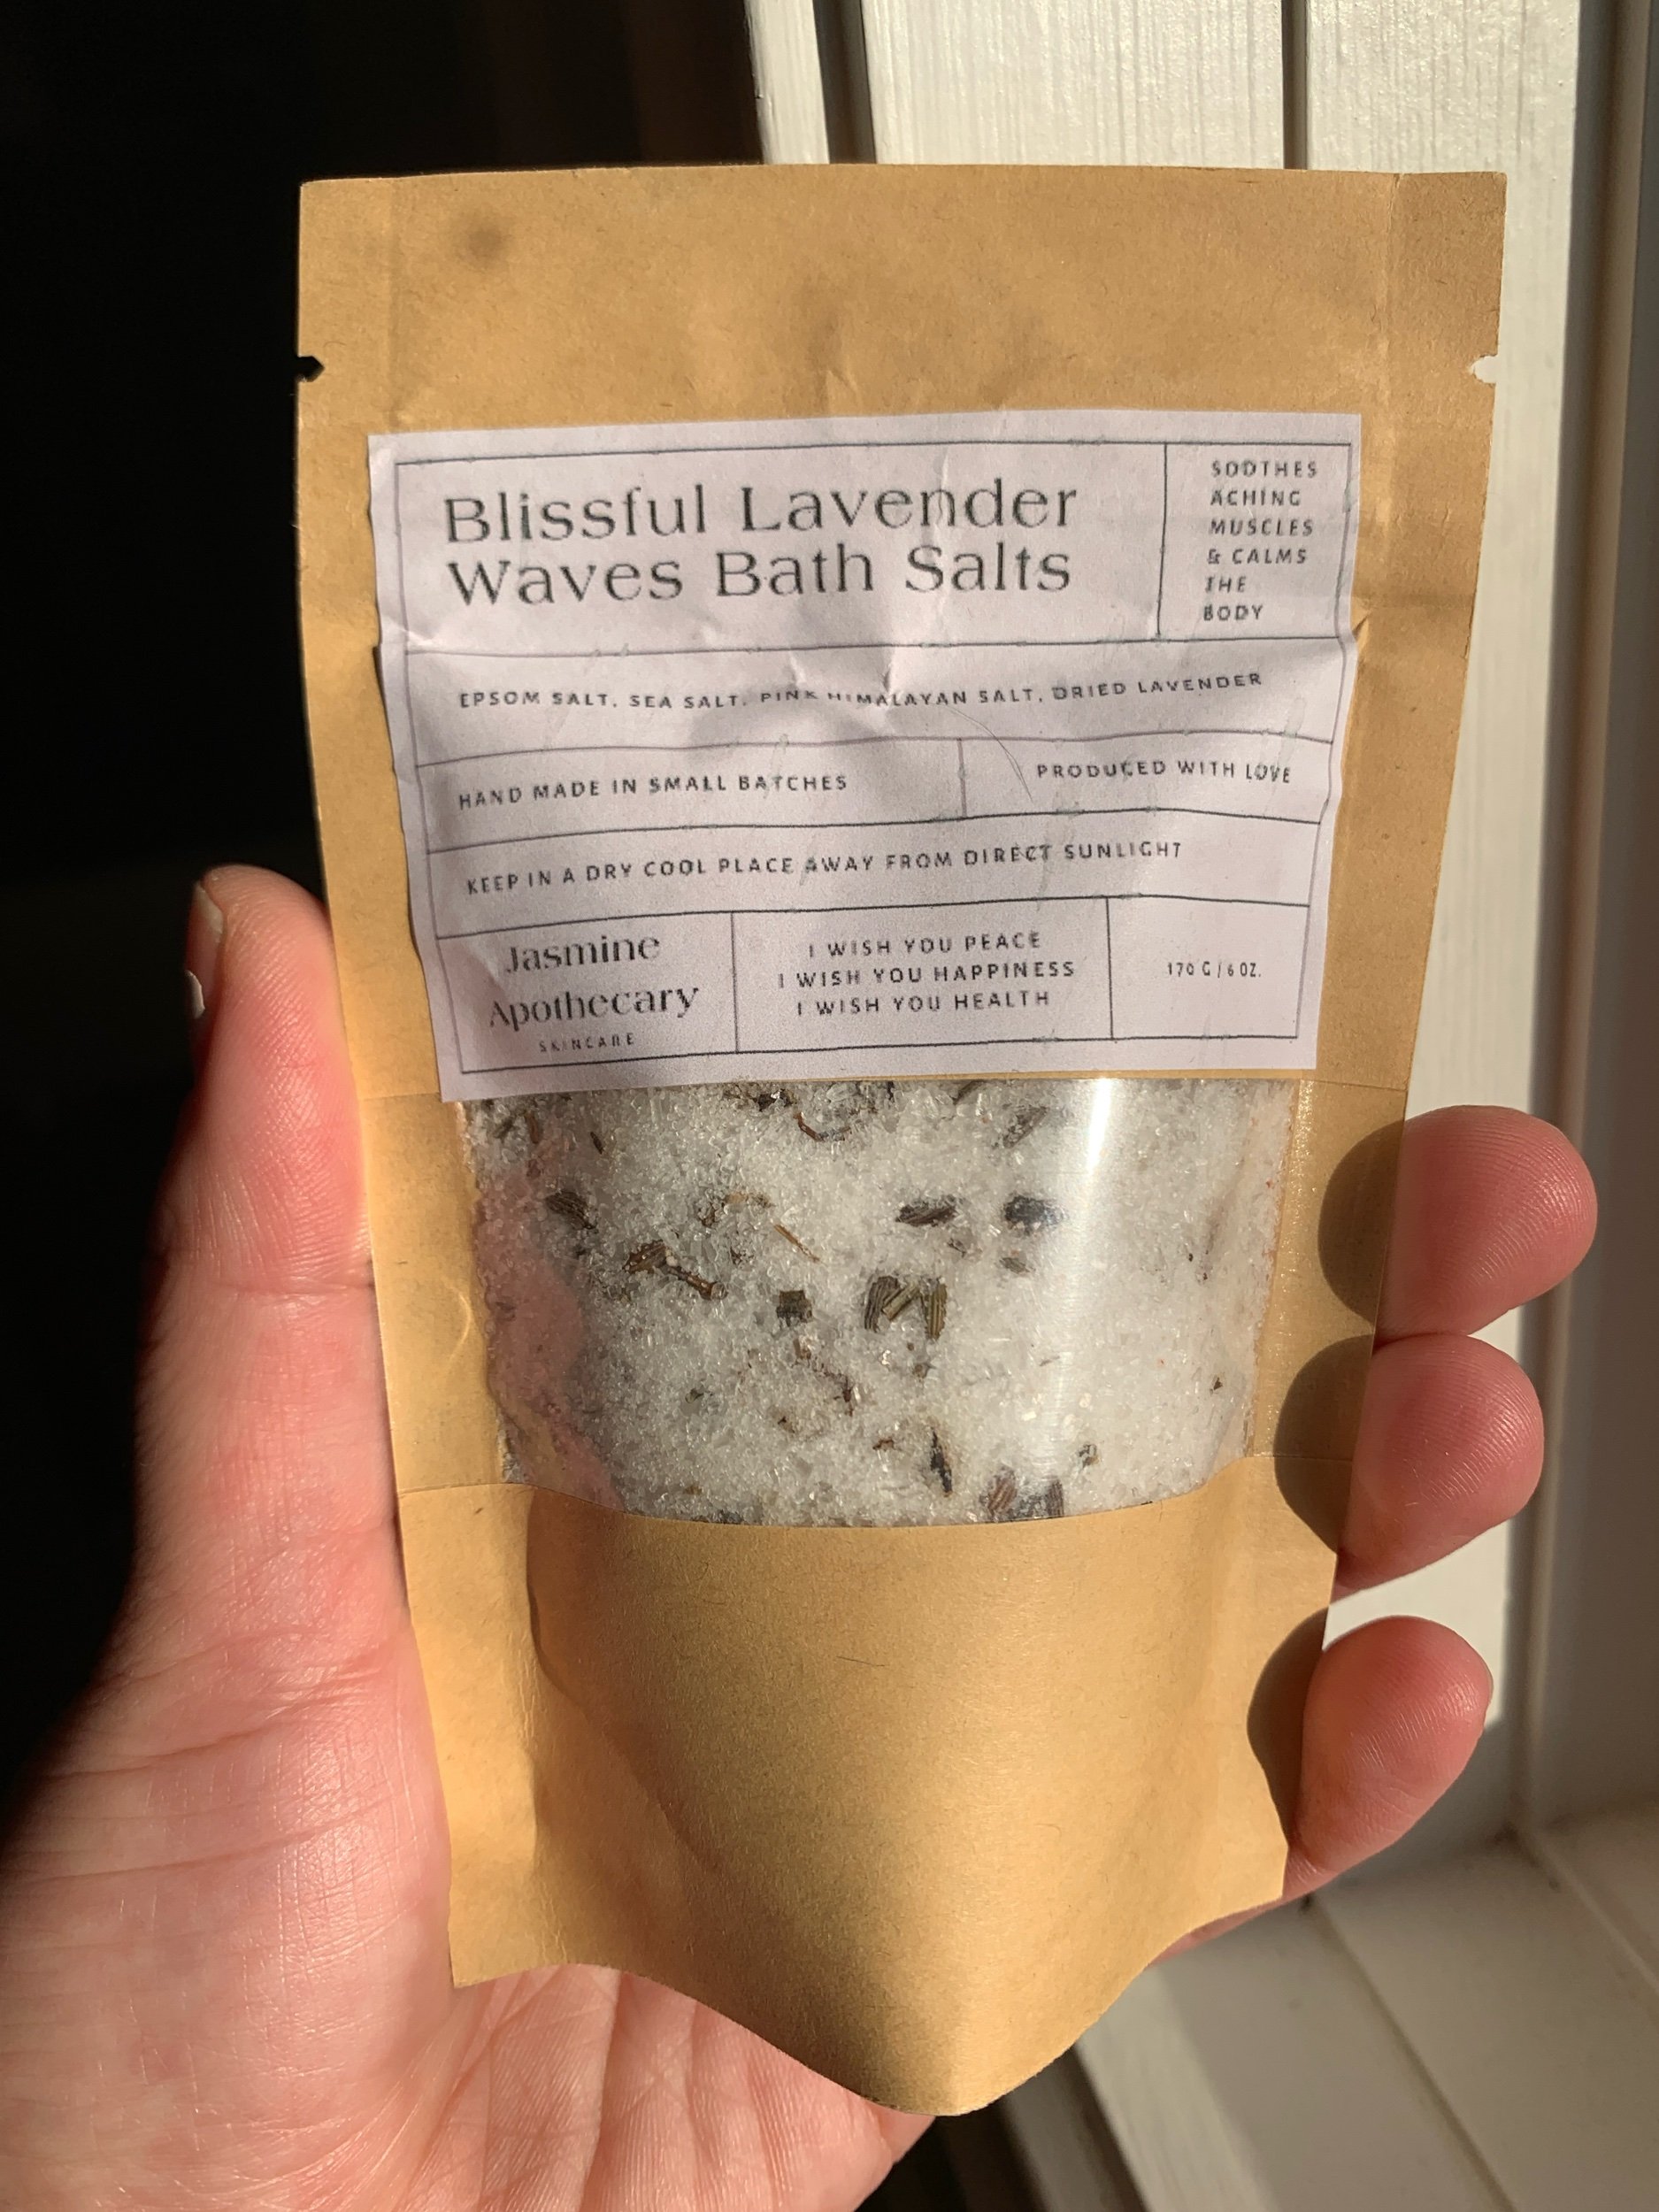 Blissful Lavender
Waves Bath Salts
SOOTHES
ACHING
MUSCLES
& CALMS
THE
BODY
EPSOM SALT, SEA SALT, PINK HIMALAYAN SALT, DRIED LAVENDER
HAND MADE IN SMALL BATCHES
PRODUCED WITH LOVE
KEEP IN A DRY COOL PLACE AWAY FROM DIRECT SUNLIGHT
Jasmine
Apothecary
SKINCARE
I WISH YOU PEACE
I WISH YOU HAPPINESS
I WISH YOU HEALTH
170 G / 6 OZ.